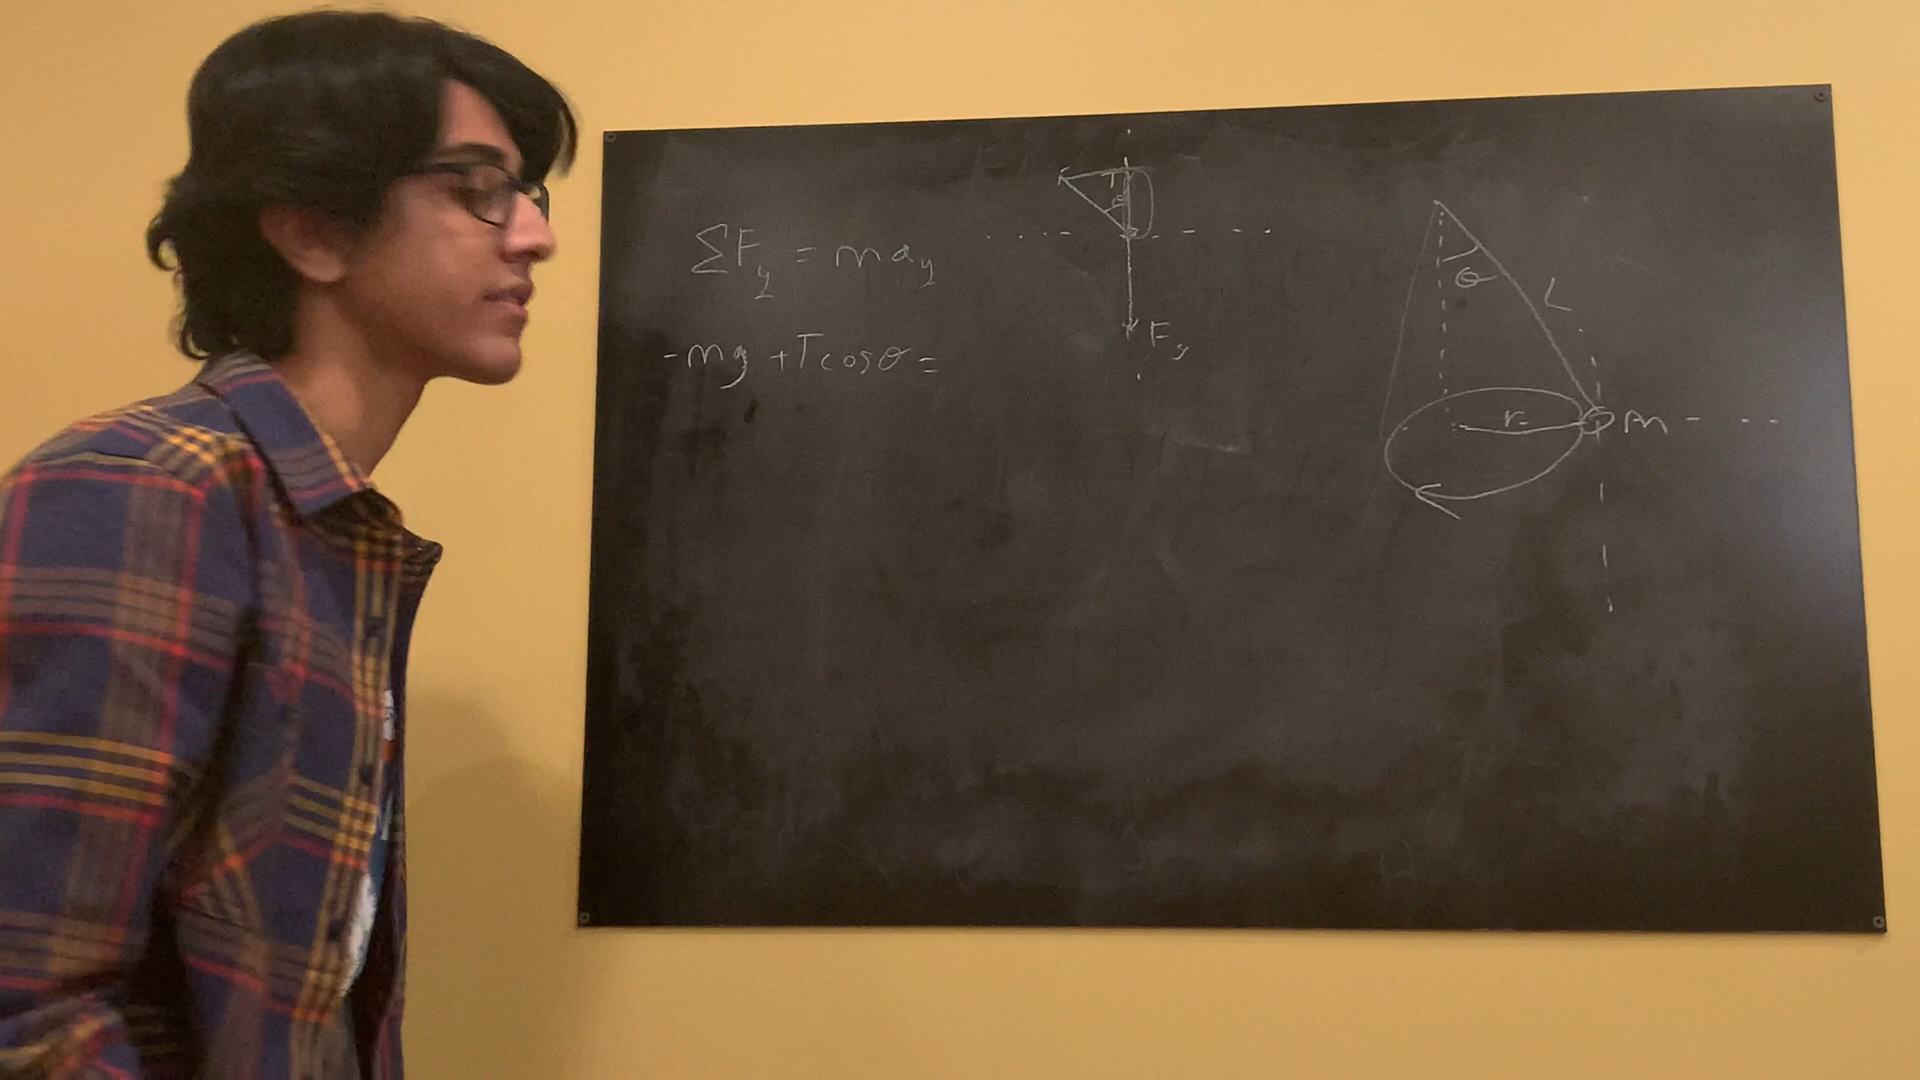 ΣF_y = ma_y
-mg + Tcosθ =
T
θ
F_g
θ
L
r
m